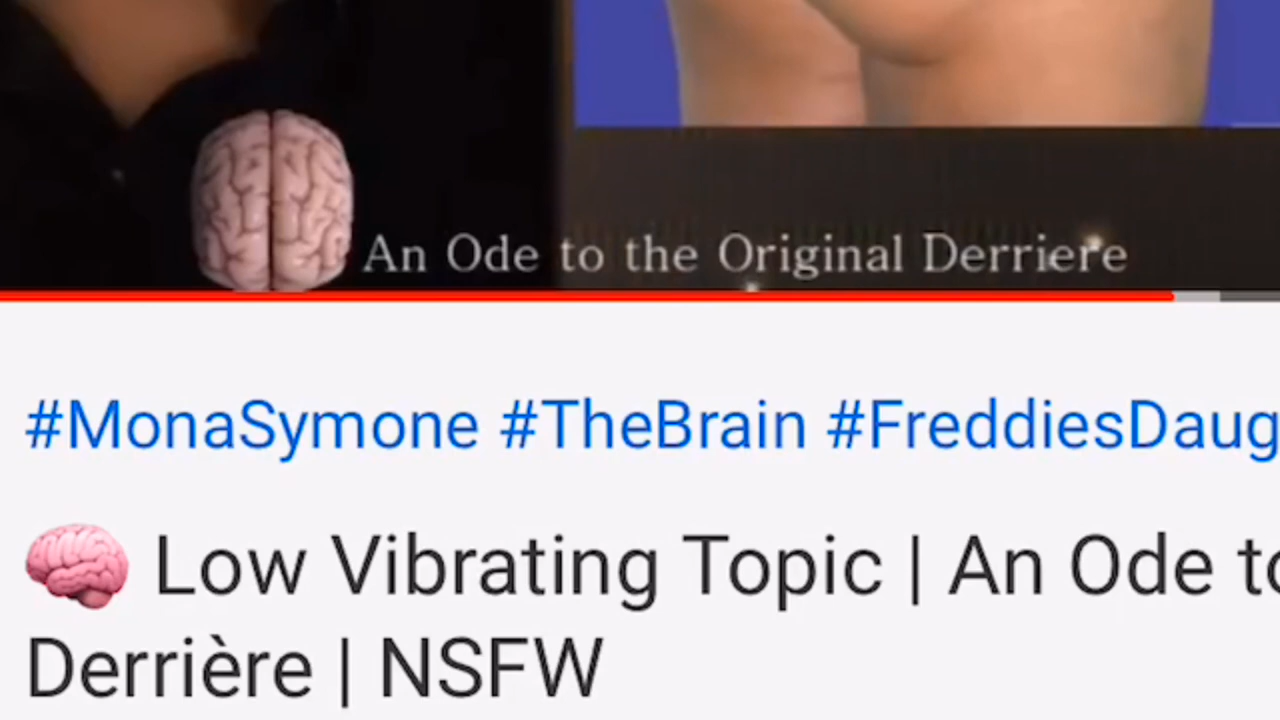 An Ode to the Original Derriere
#MonaSymone #TheBrain #FreddiesDaug
Low Vibrating Topic | An Ode to
Derrière | NSFW